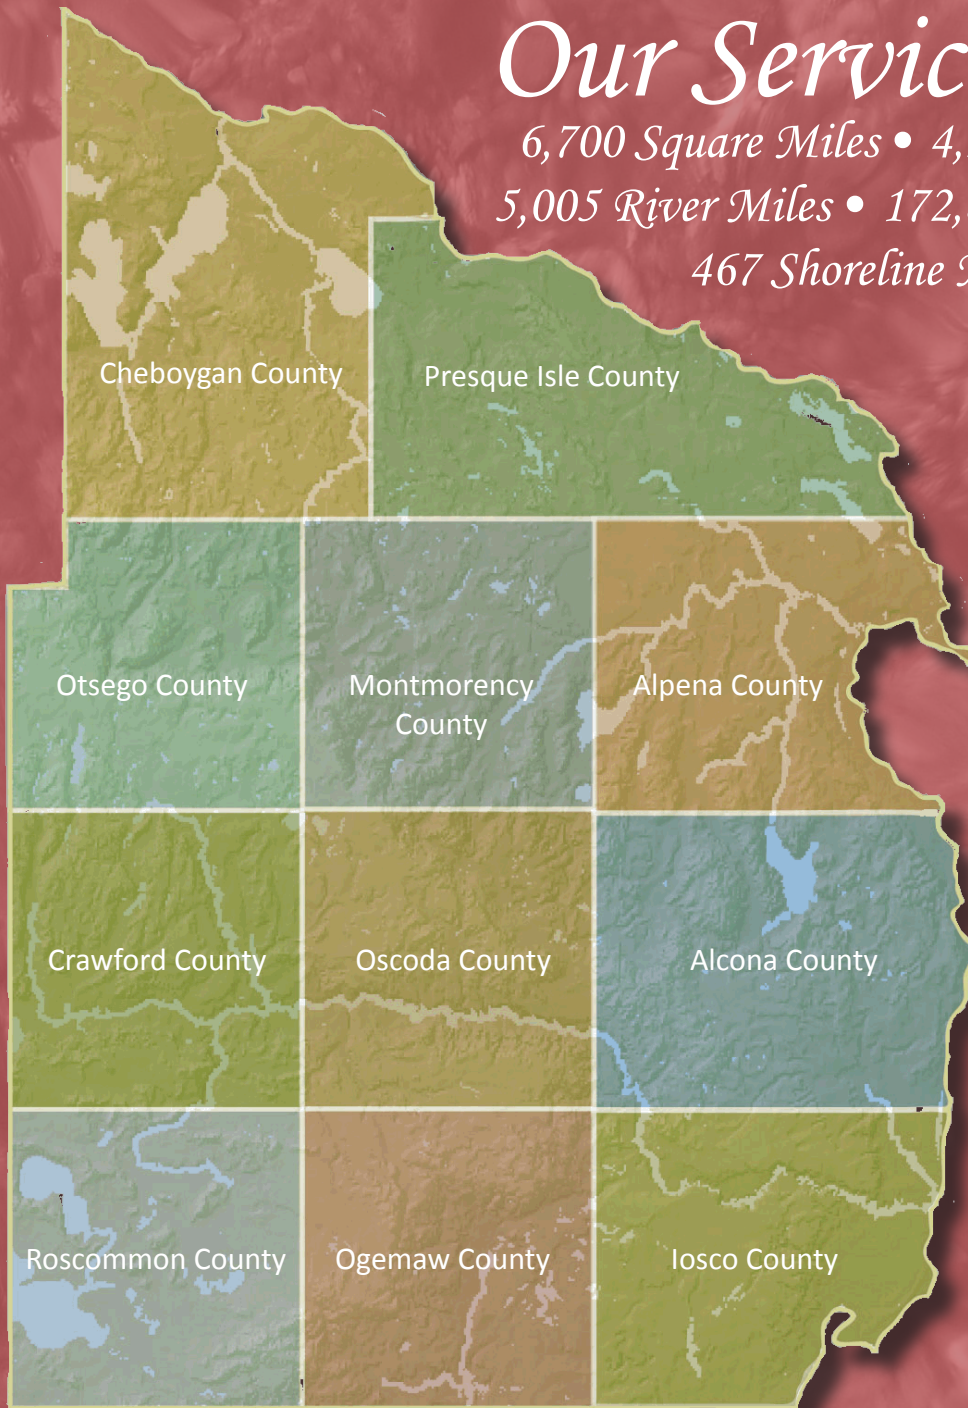 Our Servic
6,700 Square Miles • 4,
5,005 River Miles • 172,
467 Shoreline
Cheboygan County
Presque Isle County
Otsego County
Montmorency
County
Alpena County
Crawford County
Oscoda County
Alcona County
Roscommon County
Ogemaw County
Iosco County